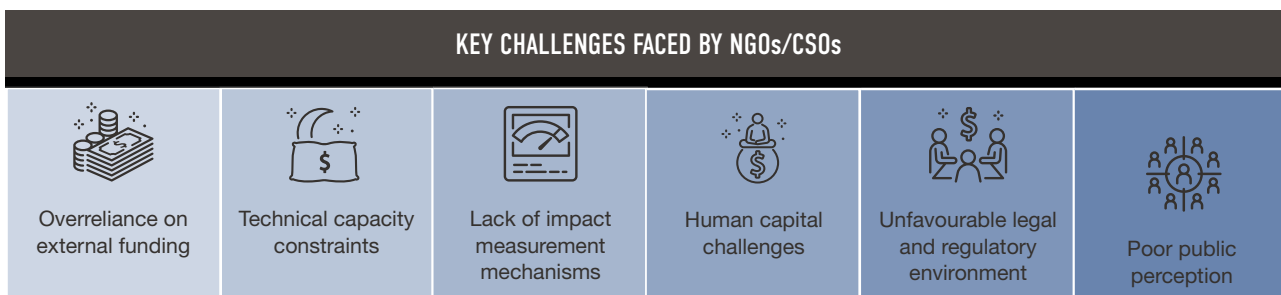 KEY CHALLENGES FACED BY NGOs/CSOs
Overreliance on
external funding
Technical capacity
constraints
Lack of impact
measurement
mechanisms
Human capital
challenges
Unfavourable legal
and regulatory
environment
Poor public
perception